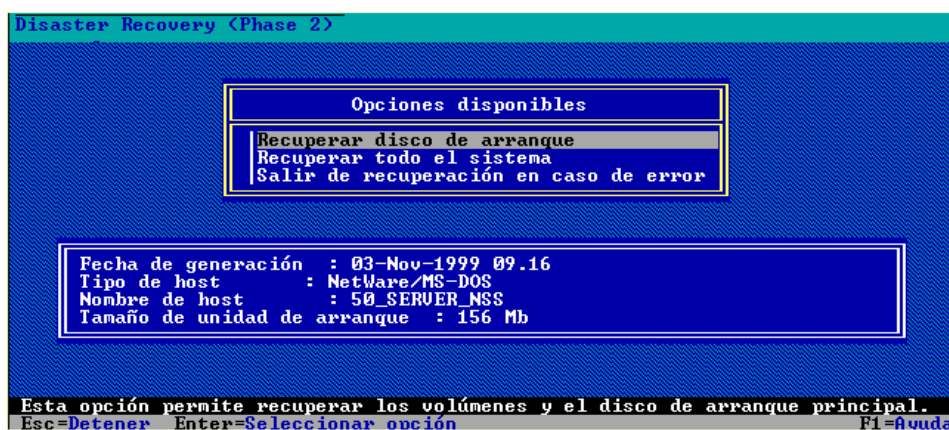 Disaster Recovery (Phase 2)
Opciones disponibles
Recuperar disco de arranque
Recuperar todo el sistema
Salir de recuperación en caso de error
Fecha de generación : 03-Nov-1999 09.16
Tipo de host : NetWare/MS-DOS
Nombre de host : 50_SERVER_NSS
Tamaño de unidad de arranque : 156 Mb
Esta opción permite recuperar los volúmenes y el disco de arranque principal.
Esc=Detener Enter=Seleccionar opción F1=Ayuda